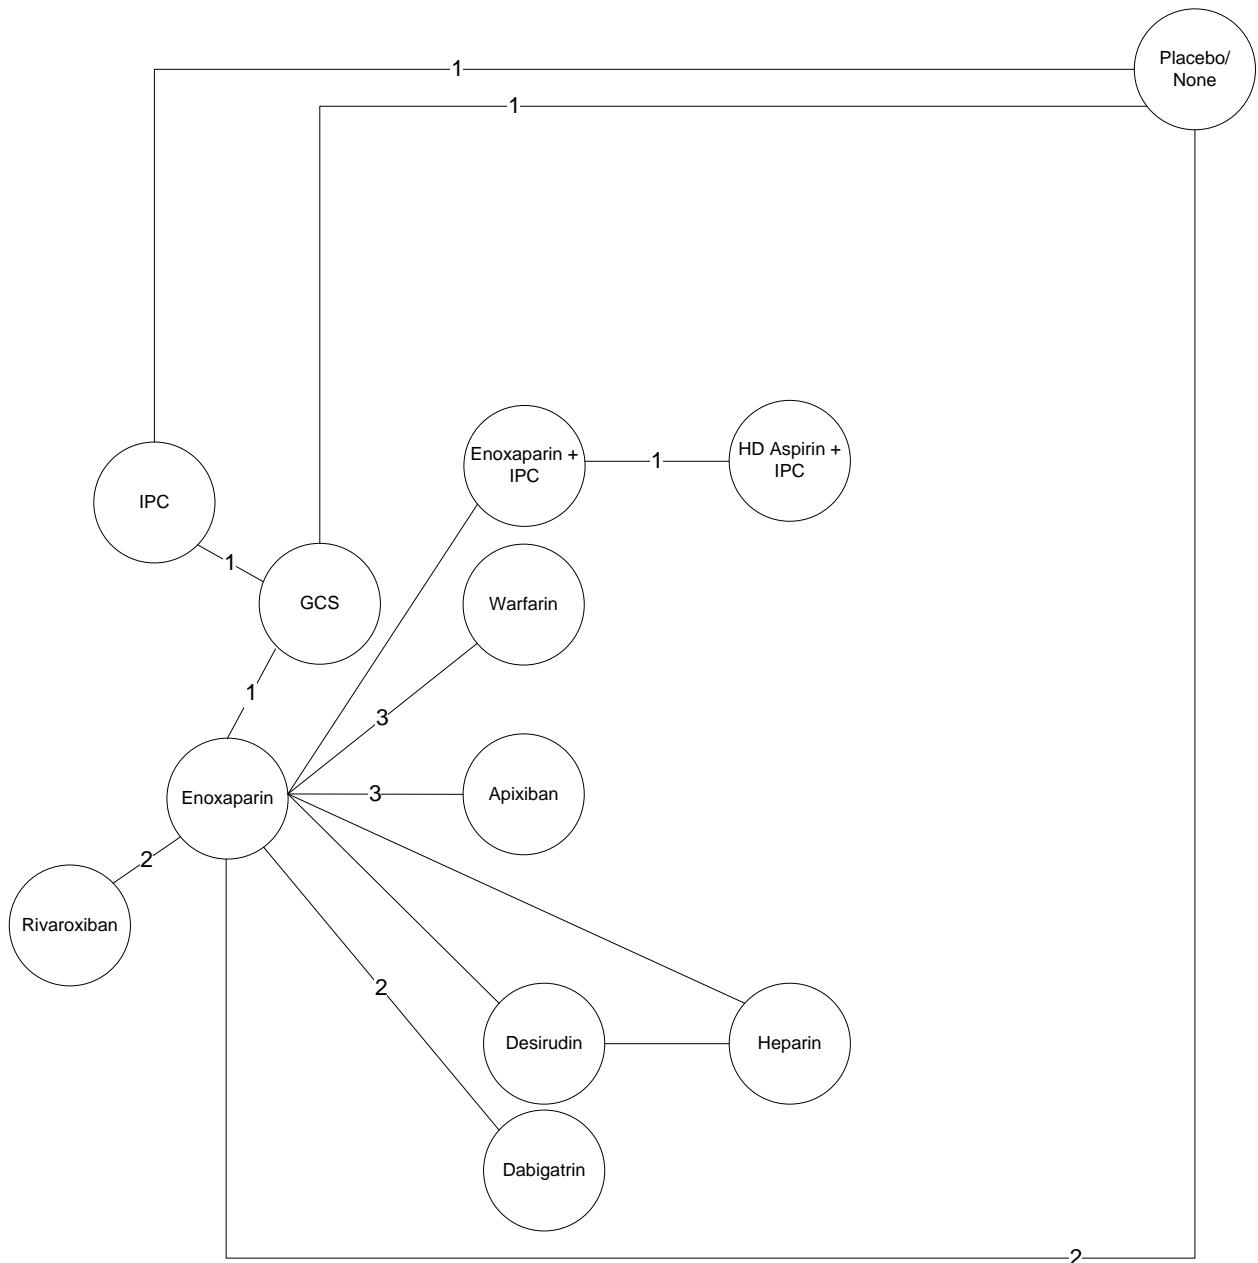 Placebo/
None
1
1
Enoxaparin +
IPC
1
HD Aspirin +
IPC
IPC
1
GCS
Warfarin
1
3
Enoxaparin
3
Apixiban
2
Rivaroxiban
2
Desirudin
Heparin
Dabigatrin
2